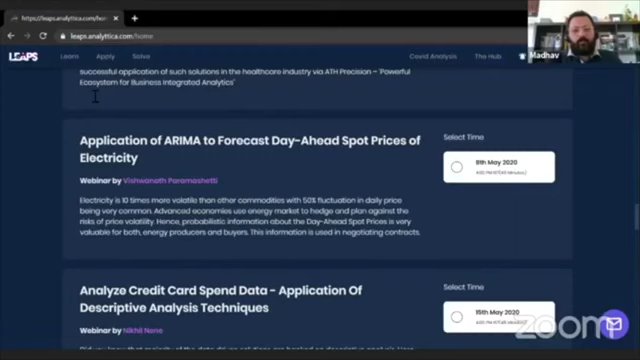 https://leaps.analyttica.com/home
leaps.analyttica.com/home
LEAPS
Learn
Apply
Solve
Covid Analysis
The Hub
Madhav
successful application of such solutions in the healthcare industry via ATH Precision – 'Powerful
Ecosystem for Business Integrated Analytics'
Application of ARIMA to Forecast Day-Ahead Spot Prices of
Electricity
Webinar by Vishwanath Paramashetti
Electricity is 10 times more volatile than other commodities with 50% fluctuation in daily price
being very common. Advanced economies use energy market to hedge and plan against the
risks of price volatility. Hence, probabilistic information about the Day-Ahead Spot Prices is very
valuable for both, energy producers and buyers. This information is used in negotiating contracts.
Select Time
8th May 2020
Analyze Credit Card Spend Data - Application Of
Descriptive Analysis Techniques
Webinar by Nikhil Nene
Select Time
15th May 2020
zoom